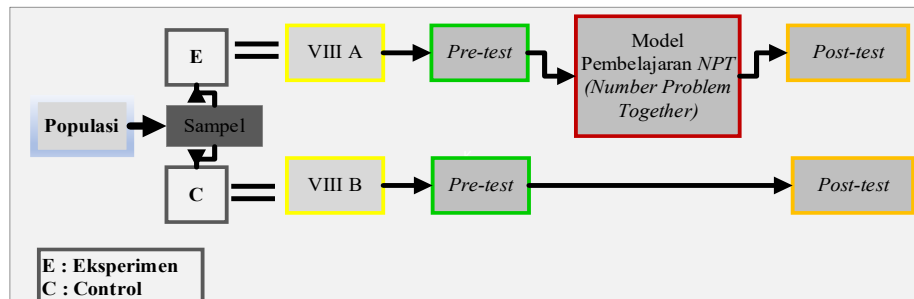 E
VIII A
Pre-test
Model
Pembelajaran NPT
(Number Problem
Together)
Post-test
Populasi
Sampel
C
VIII B
Pre-test
Post-test
E : Eksperimen
C : Control